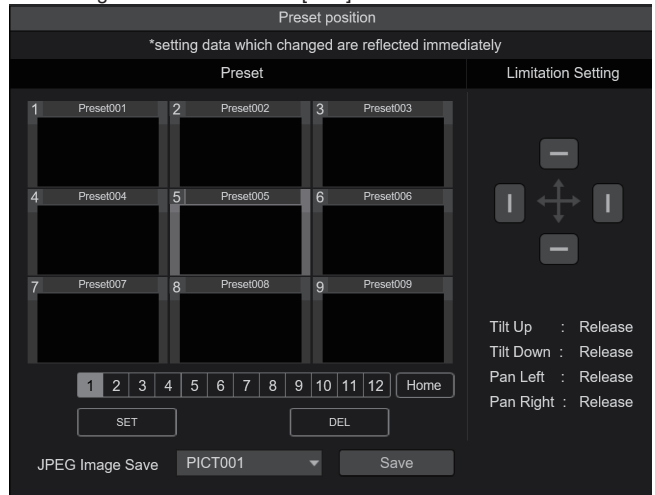 Preset position
*setting data which changed are reflected immediately
Preset
Limitation Setting
1 Preset001 2 Preset002 3 Preset003
4 Preset004 5 Preset005 6 Preset006
7 Preset007 8 Preset008 9 Preset009
Tilt Up : Release
Tilt Down : Release
Pan Left : Release
Pan Right : Release
1 2 3 4 5 6 7 8 9 10 11 12 Home
SET DEL
JPEG Image Save PICT001 Save